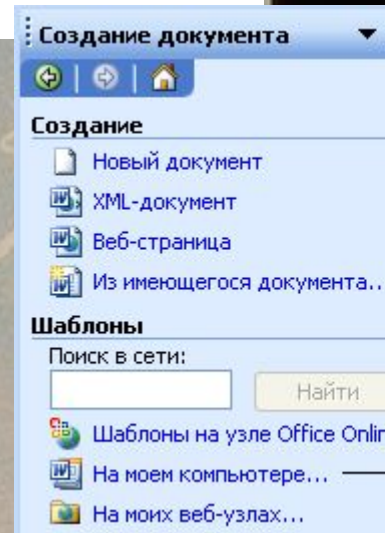 Создание документа
Создание
Новый документ
XML-документ
Веб-страница
Из имеющегося документа..
Шаблоны
Поиск в сети:
Найти
Шаблоны на узле Office Onlin
На моем компьютере...
На моих веб-узлах...